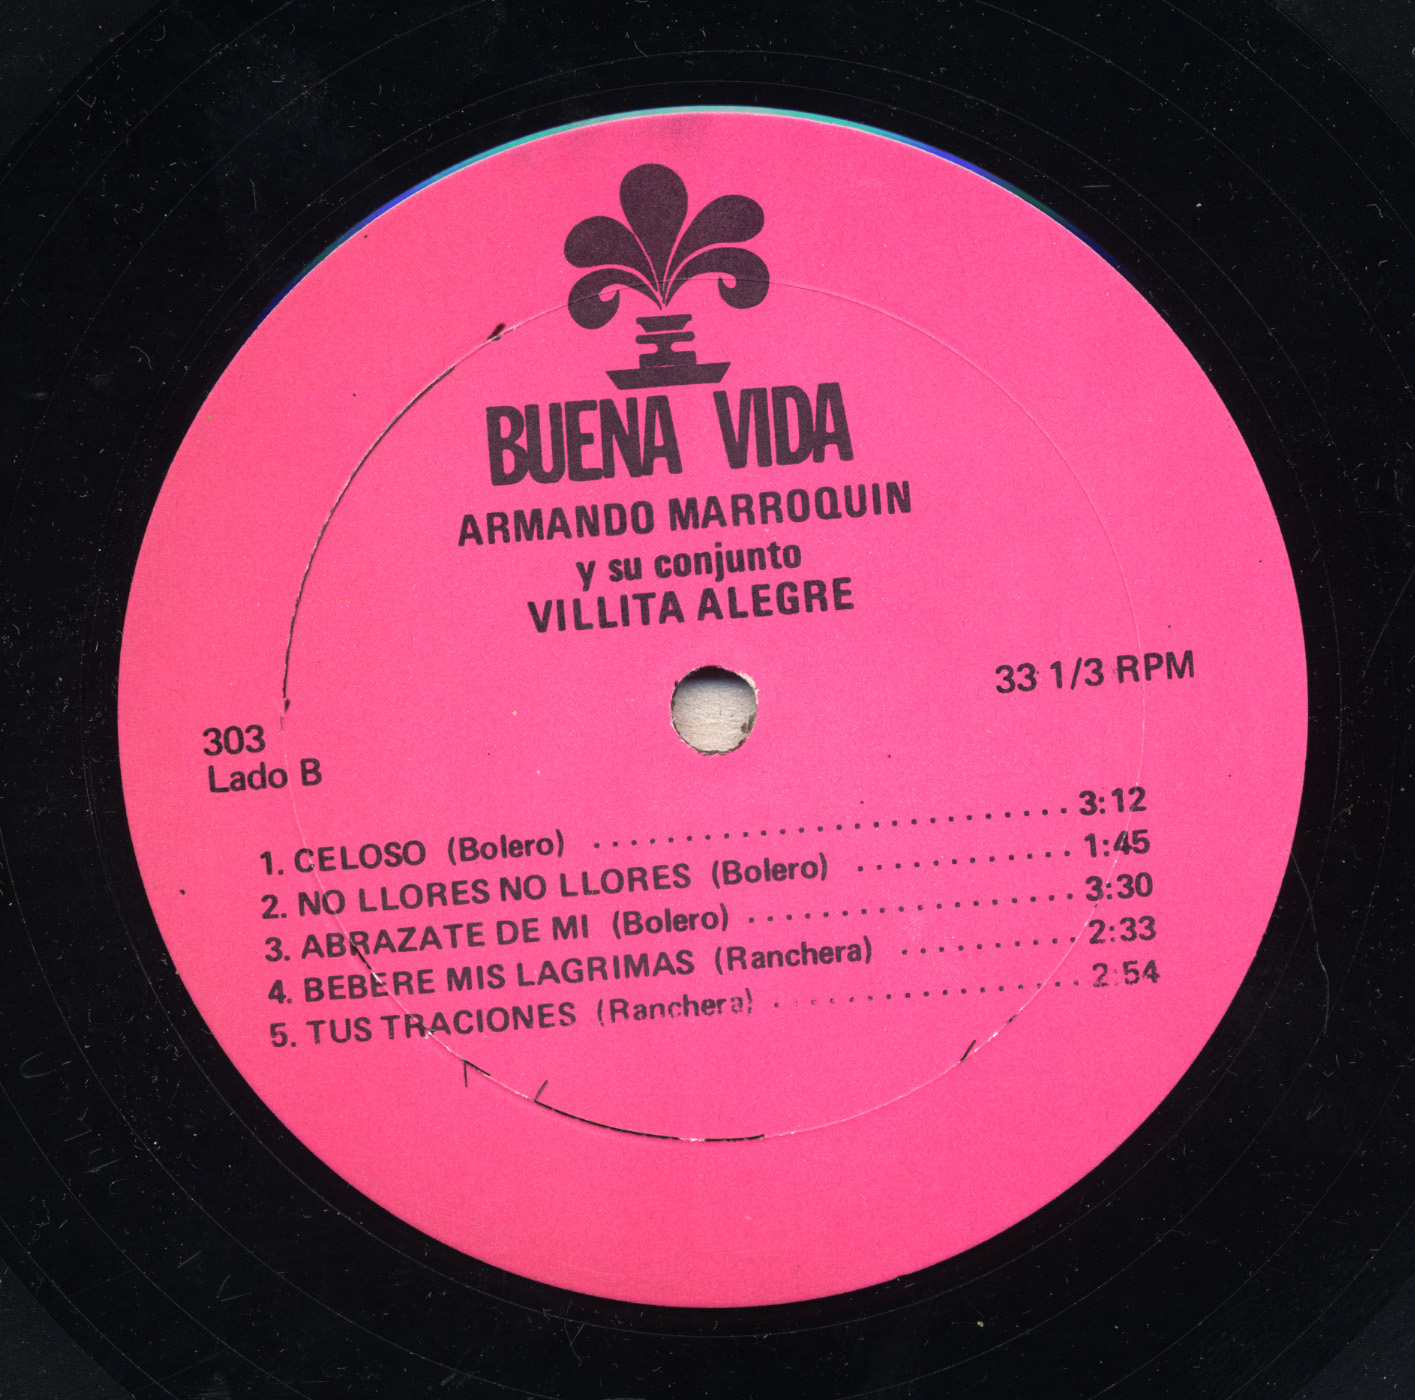 BUENA VIDA
ARMANDO MARROQUIN
y su conjunto
VILLITA ALEGRE
33 1/3 RPM
303
Lado B
1. CELOSO (Bolero) ........................... 3:12
2. NO LLORES NO LLORES (Bolero) ............ 1:45
3. ABRAZATE DE MI (Bolero) .................. 3:30
4. BEBERE MIS LAGRIMAS (Ranchera) .......... 2:33
5. TUS TRACIONES (Ranchera) ................. 2:54